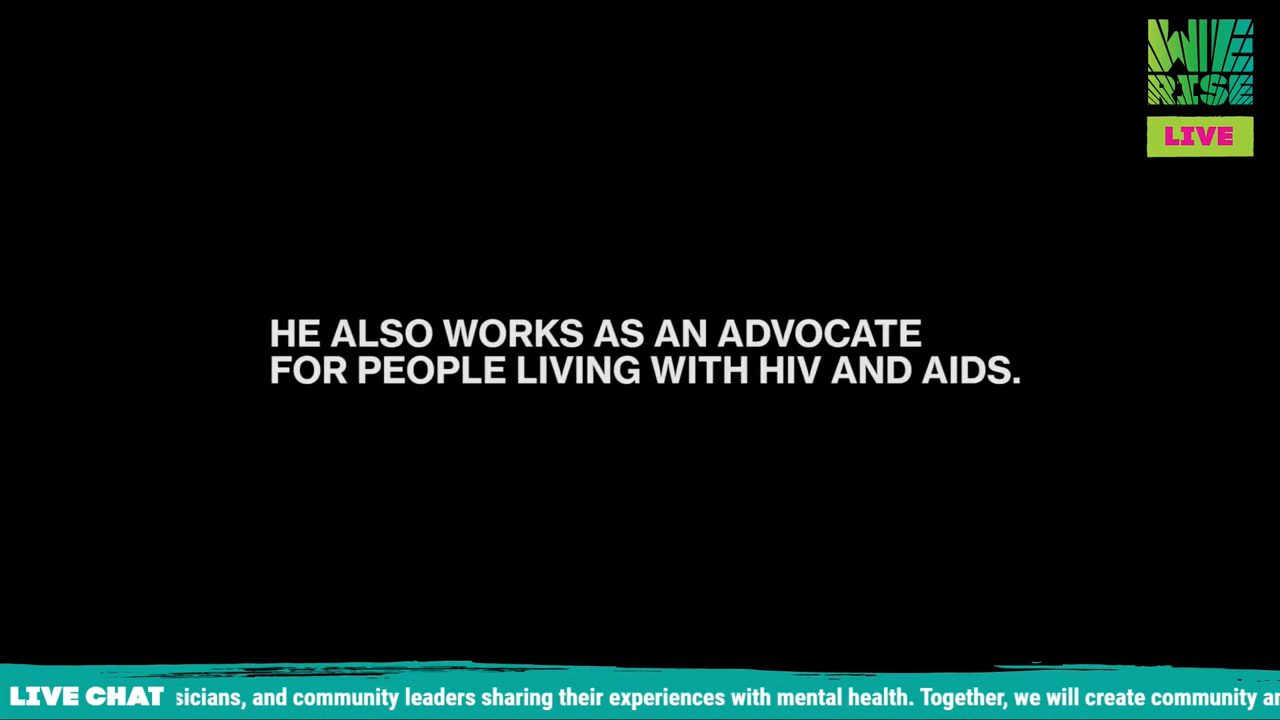 WE
RISE
LIVE
HE ALSO WORKS AS AN ADVOCATE
FOR PEOPLE LIVING WITH HIV AND AIDS.
LIVE CHAT sicians, and community leaders sharing their experiences with mental health. Together, we will create community a